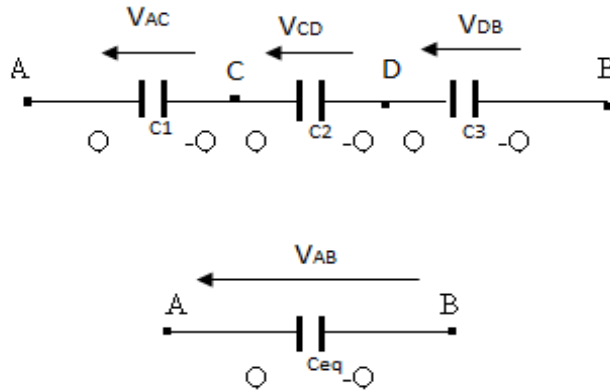 VAC VCD VDB
A C D B
C1 C2 C3
O -O O -O O -O
VAB
A B
Ceq
O -O